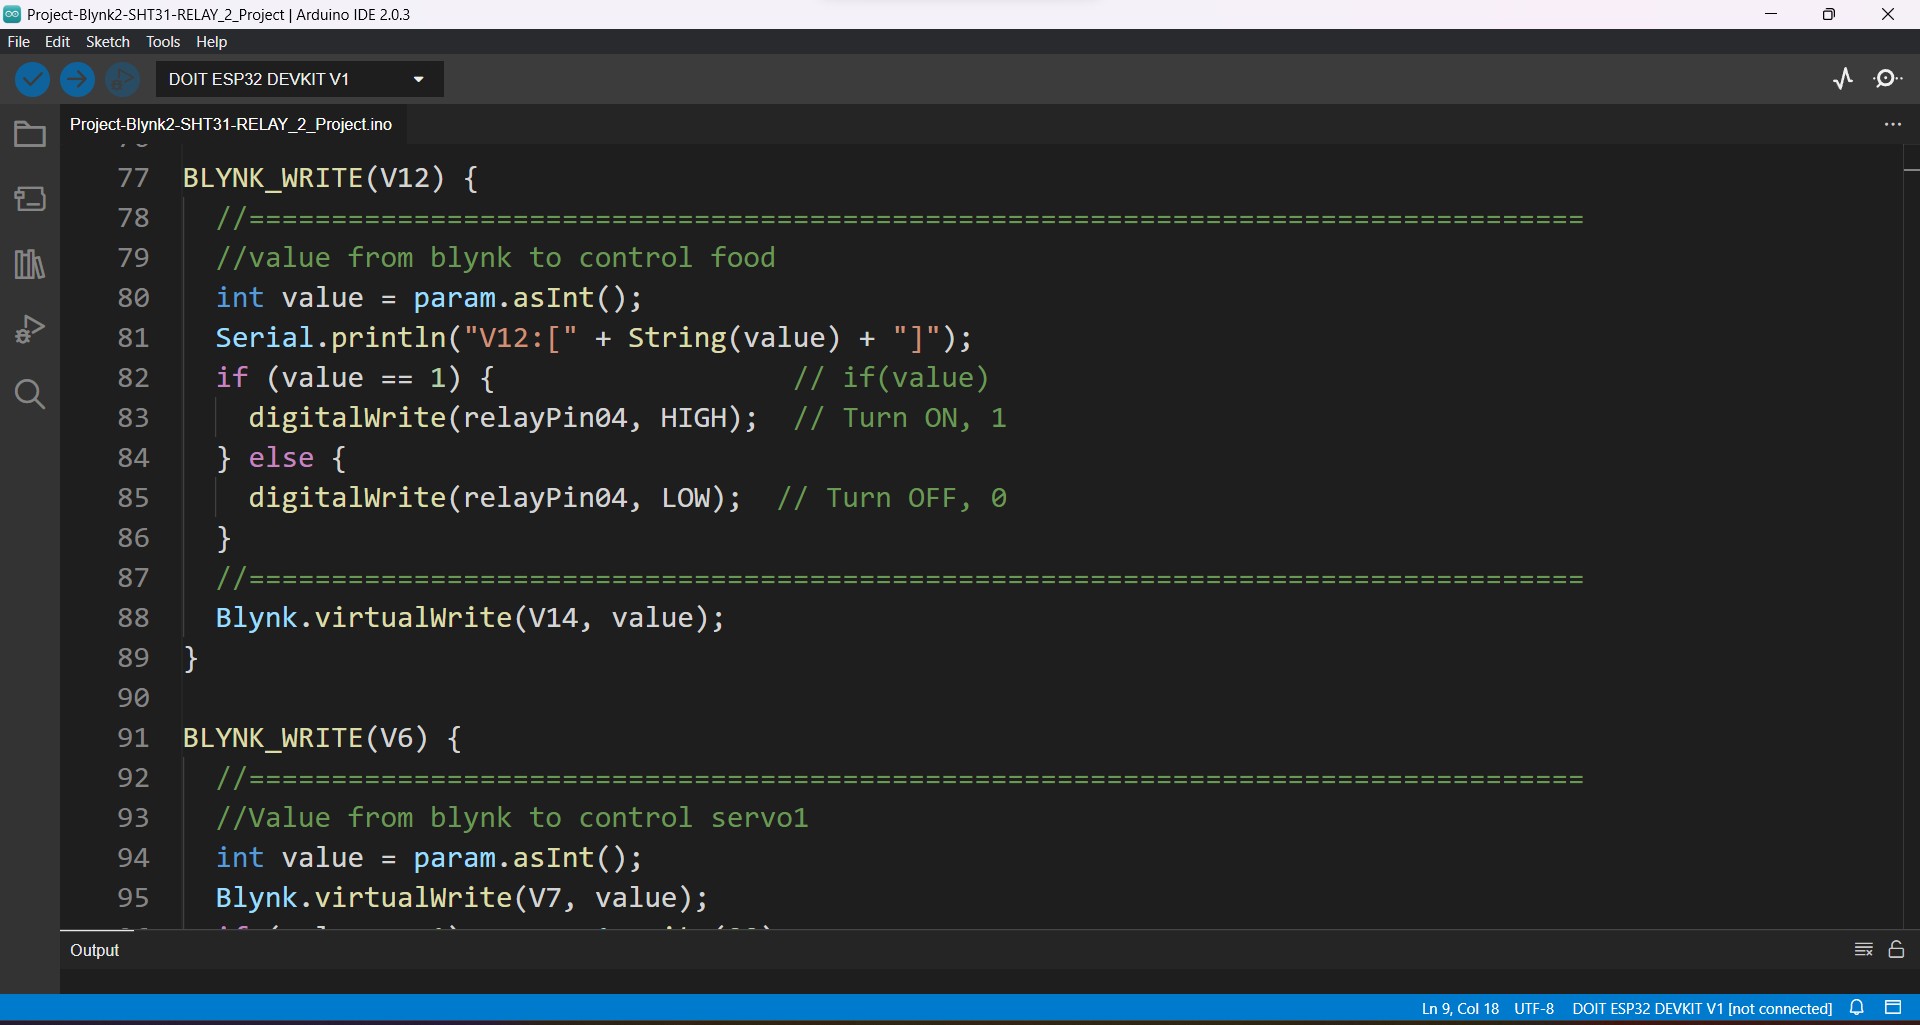 Project-Blynk2-SHT31-RELAY_2_Project | Arduino IDE 2.0.3
File Edit Sketch Tools Help
DOIT ESP32 DEVKIT V1
Project-Blynk2-SHT31-RELAY_2_Project.ino
77 BLYNK_WRITE(V12) {
78 //=================================================================================
79 //value from blynk to control food
80 int value = param.asInt();
81 Serial.println("V12:[" + String(value) + "]");
82 if (value == 1) { // if(value)
83 digitalWrite(relayPin04, HIGH); // Turn ON, 1
84 } else {
85 digitalWrite(relayPin04, LOW); // Turn OFF, 0
86 }
87 //=================================================================================
88 Blynk.virtualWrite(V14, value);
89 }
90
91 BLYNK_WRITE(V6) {
92 //=================================================================================
93 //Value from blynk to control servo1
94 int value = param.asInt();
95 Blynk.virtualWrite(V7, value);
Output
Ln 9, Col 18 UTF-8 DOIT ESP32 DEVKIT V1 [not connected]